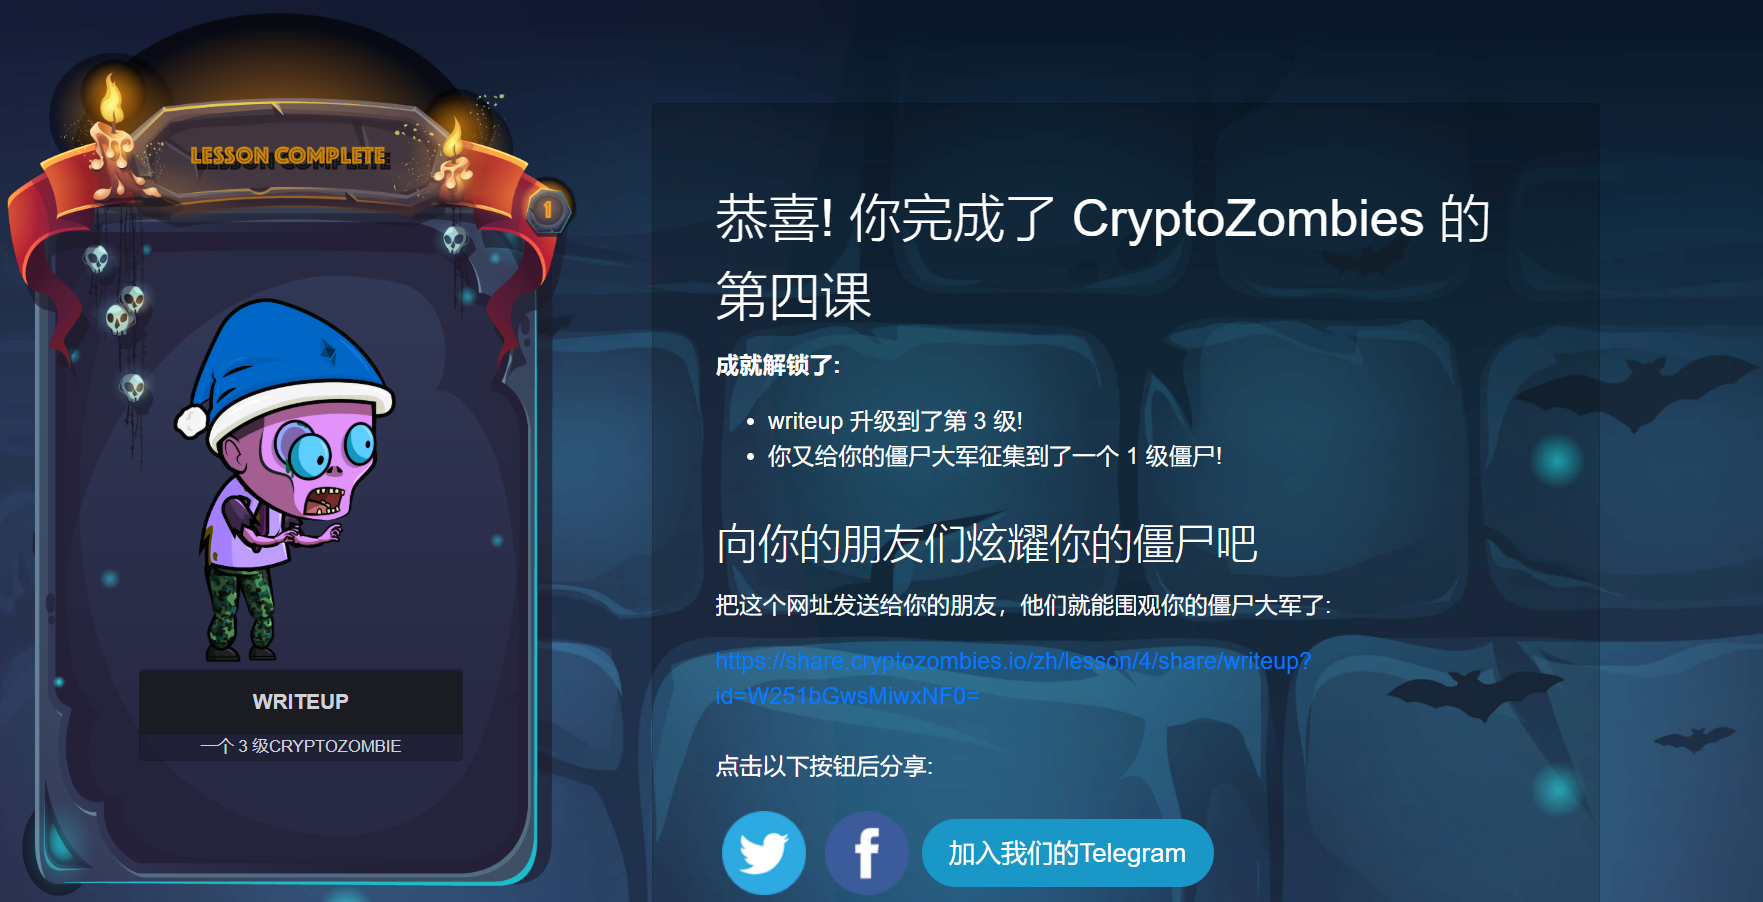 LESSON COMPLETE
1
WRITEUP
一个 3 级CRYPTOZOMBIE
恭喜! 你完成了 CryptoZombies 的
第四课
成就解锁了:
writeup 升级到了第 3 级!
你又给你的僵尸大军征集到了一个 1 级僵尸!
向你的朋友们炫耀你的僵尸吧
把这个网址发送给你的朋友，他们就能围观你的僵尸大军了:
https://share.cryptozombies.io/zh/lesson/4/share/writeup?
id=W251bGwsMiwxNF0=
点击以下按钮后分享:
加入我们的Telegram